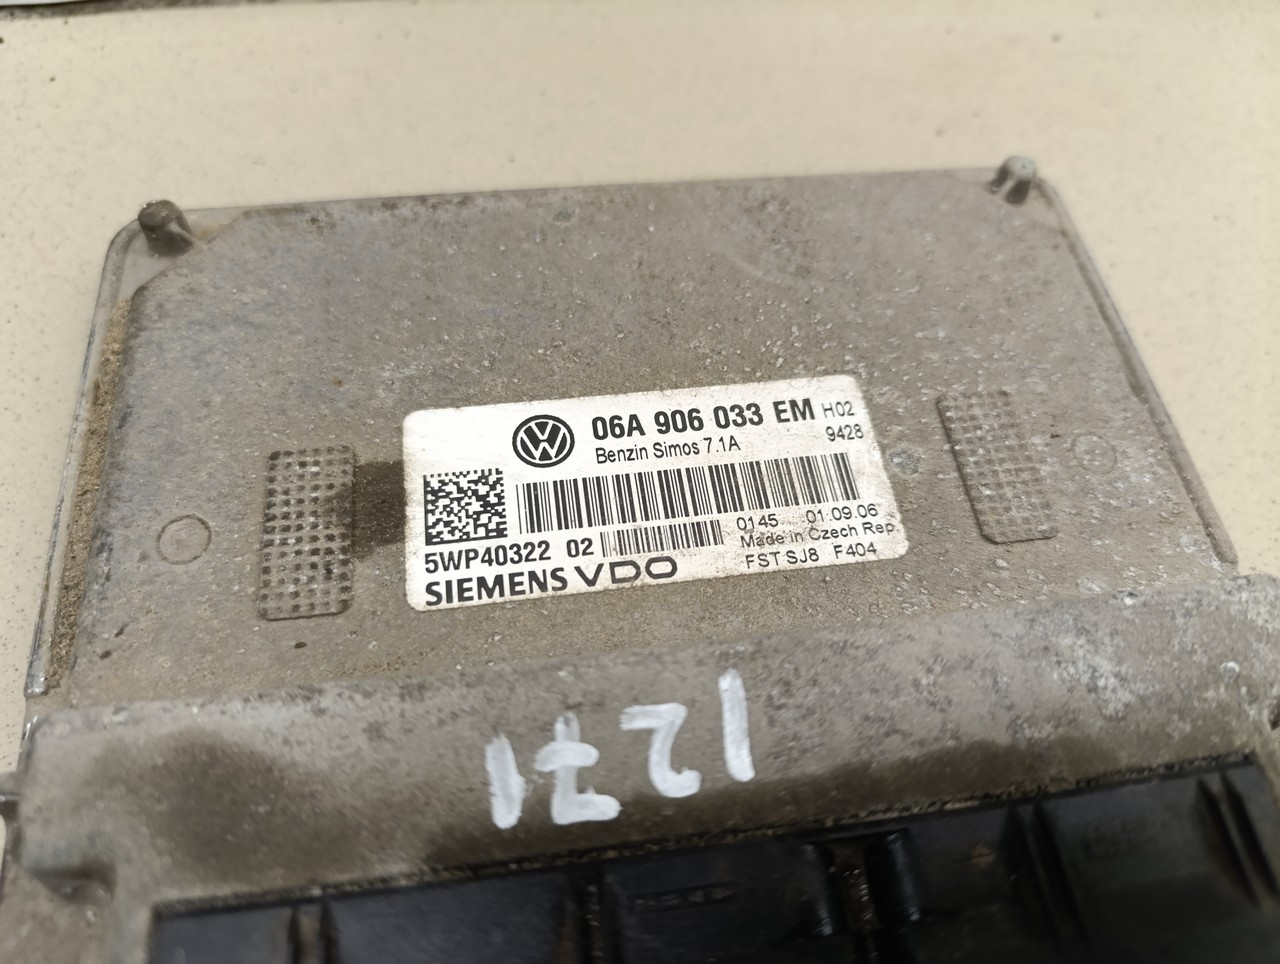 06A 906 033 EM H02
Benzin Simos 7.1A 9428
5WP40322 02
0145 01.09.06
Made in Czech Rep.
SIEMENS VDO
FST SJ8 F404
1271